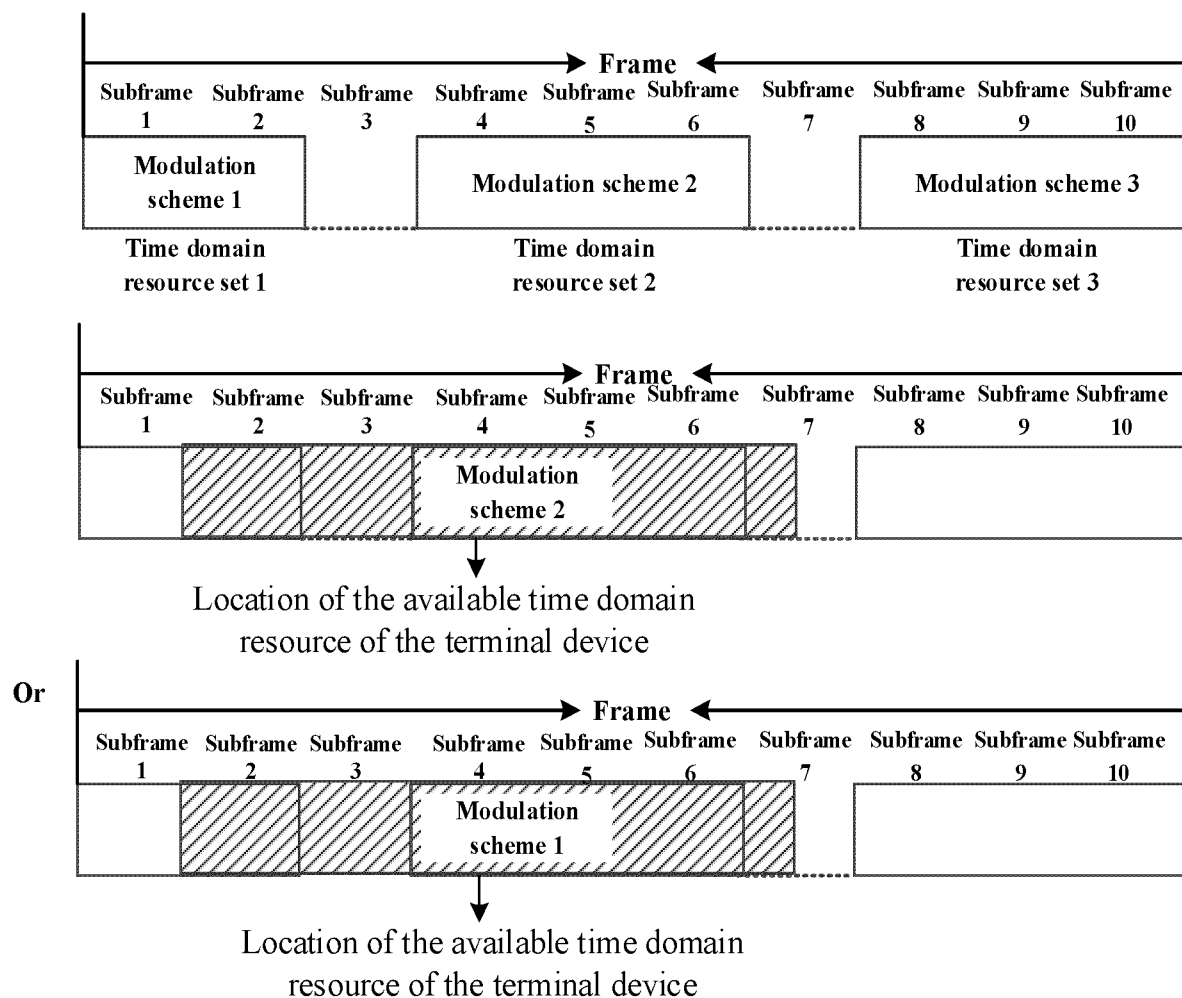 Frame
Subframe Subframe Subframe Subframe Subframe Subframe Subframe Subframe Subframe Subframe
1 2 3 4 5 6 7 8 9 10
Modulation
scheme 1
Modulation scheme 2
Modulation scheme 3
Time domain
resource set 1
Time domain
resource set 2
Time domain
resource set 3
Frame
Subframe Subframe Subframe Subframe Subframe Subframe Subframe Subframe Subframe Subframe
1 2 3 4 5 6 7 8 9 10
Modulation
scheme 2
Location of the available time domain
resource of the terminal device
Or
Frame
Subframe Subframe Subframe Subframe Subframe Subframe Subframe Subframe Subframe Subframe
1 2 3 4 5 6 7 8 9 10
Modulation
scheme 1
Location of the available time domain
resource of the terminal device